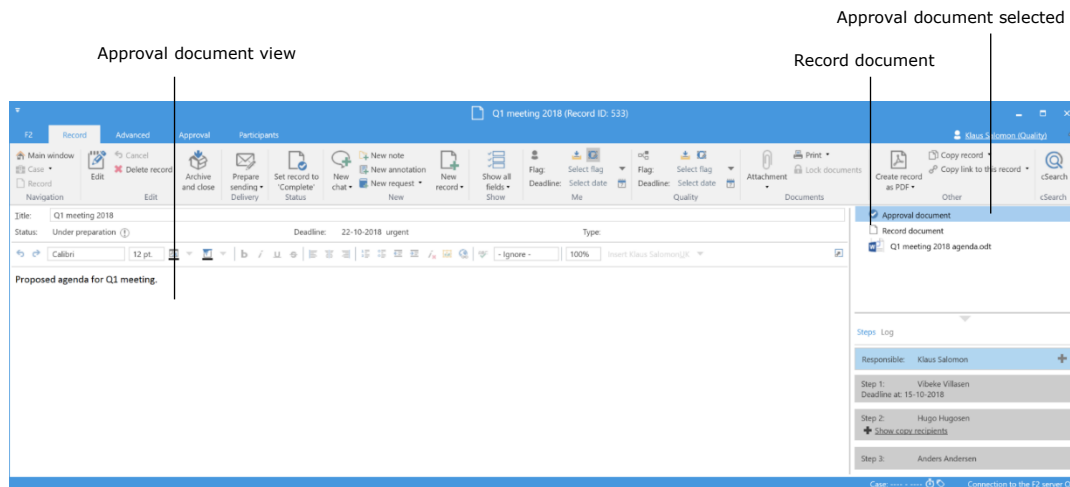 Approval document selected
Approval document view
Record document
Q1 meeting 2018 (Record ID: 533)
F2 Record Advanced Approval Participants Klaus Salomon (Quality)
Main window Cancel New note Print Copy record
Case Delete record New annotation Flag: Select flag Flag: Select flag Lock documents Copy link to this record
Record Edit Archive and close Prepare sending Set record to 'Complete' New chat New request New record Show all fields Deadline: Select date Deadline: Select date Attachment Create record as PDF cSearch
Navigation Edit Delivery Status New Show Me Quality Documents Other cSearch
Title: Q1 meeting 2018
Status: Under preparation Deadline: 22-10-2018 urgent Type:
Calibri 12 pt. b I u - Ignore - 100% Insert Klaus Salomon
Proposed agenda for Q1 meeting.
Approval document
Record document
Q1 meeting 2018 agenda.odt
Steps Log
Responsible: Klaus Salomon
Step 1: Vibeke Villasen
Deadline at: 15-10-2018
Step 2: Hugo Hugosen
Show copy recipients
Step 3: Anders Andersen
Case: ---- - ---- Connection to the F2 server